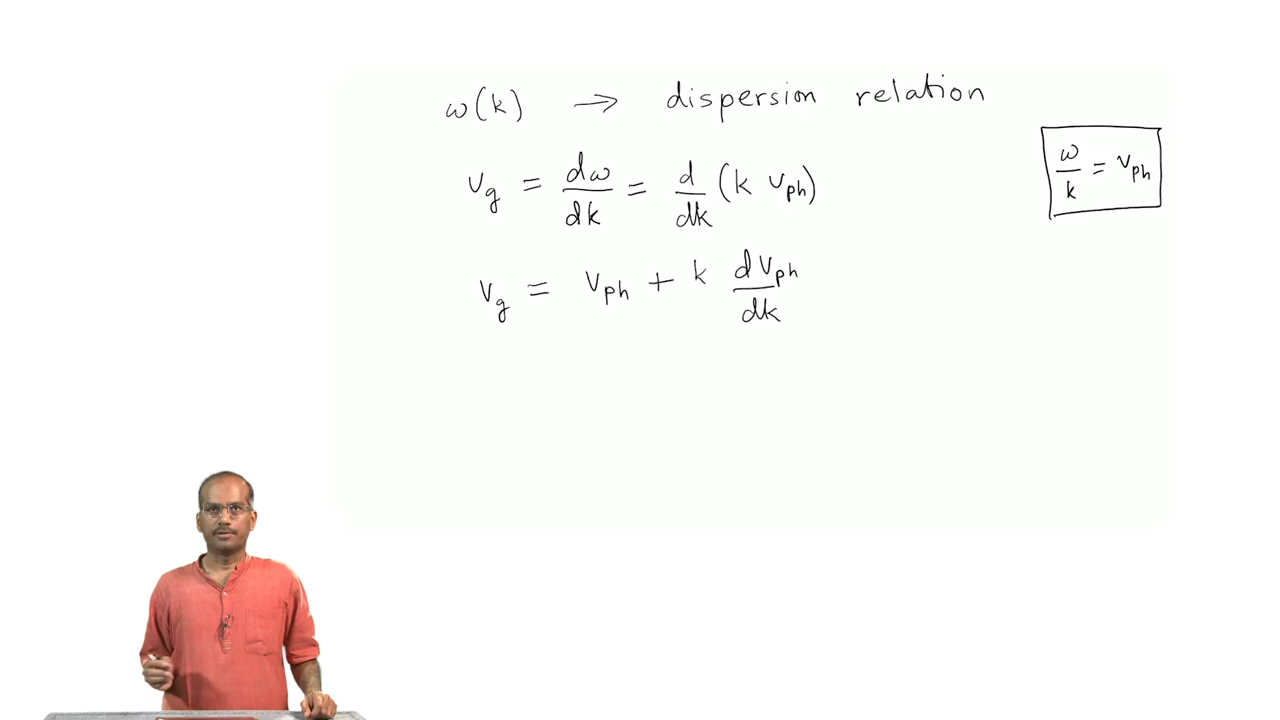 ω(k) → dispersion relation
ω/k = v_ph
v_g = dω/dk = d/dk (k v_ph)
v_g = v_ph + k dv_ph/dk